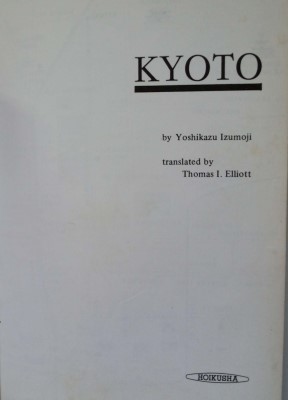 KYOTO
by Yoshikazu Izumoji
translated by
Thomas I. Elliott
HOIKUSHA